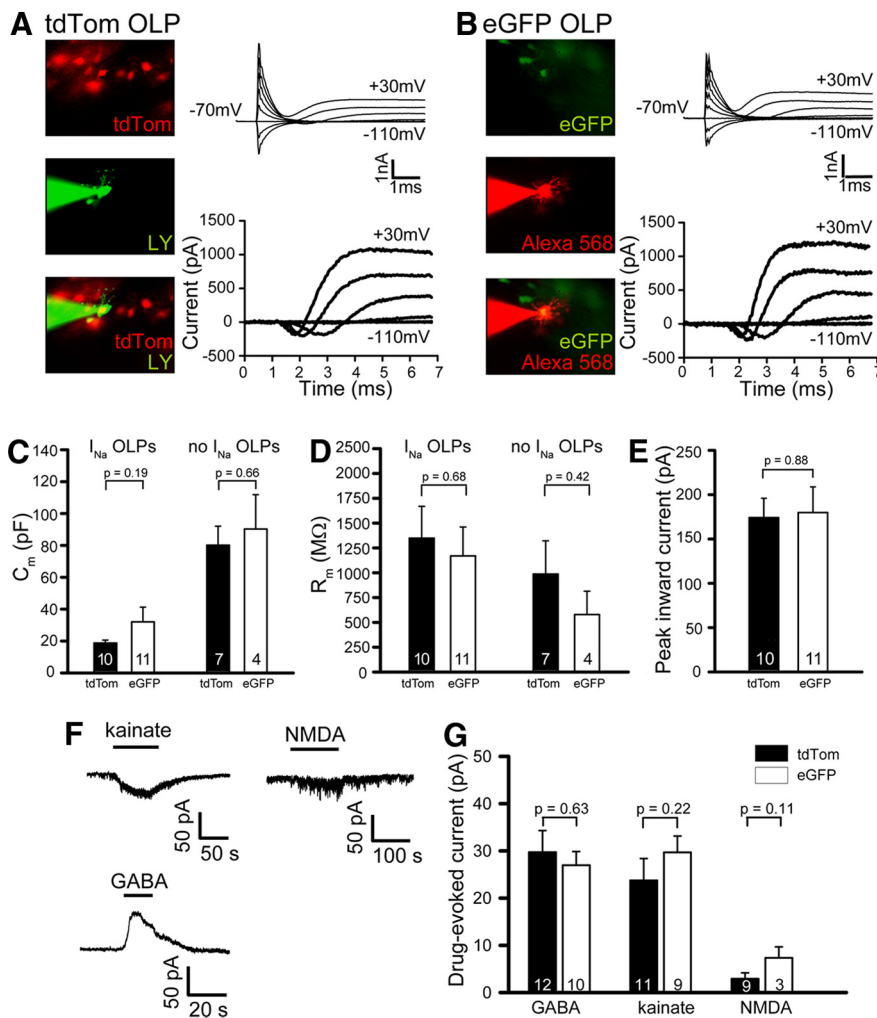 A tdTom OLP
tdTom
LY
tdTom
LY
-70mV
+30mV
-110mV
1nA
1ms
Current (pA)
1500
1000
500
0
-500
+30mV
-110mV
0 1 2 3 4 5 6 7
Time (ms)
B eGFP OLP
eGFP
Alexa 568
eGFP
Alexa 568
-70mV
+30mV
-110mV
1nA
1ms
Current (pA)
1500
1000
500
0
-500
+30mV
-110mV
0 1 2 3 4 5 6 7
Time (ms)
C
INa OLPs no INa OLPs
p = 0.19 p = 0.66
Cm (pF)
140
120
100
80
60
40
20
0
10 11 7 4
tdTom eGFP tdTom eGFP
D
INa OLPs no INa OLPs
p = 0.68 p = 0.42
Rm (MΩ)
2500
2250
2000
1750
1500
1250
1000
750
500
250
0
10 11 7 4
tdTom eGFP tdTom eGFP
E
p = 0.88
Peak inward current (pA)
250
200
150
100
50
0
10 11
tdTom eGFP
F
kainate
50 pA
50 s
NMDA
50 pA
100 s
GABA
50 pA
20 s
G
tdTom
eGFP
p = 0.63 p = 0.22 p = 0.11
Drug-evoked current (pA)
50
40
30
20
10
0
12 10 11 9 9 3
GABA kainate NMDA